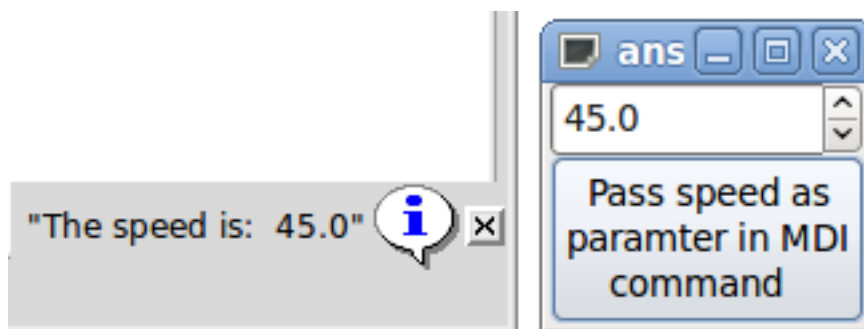 "The speed is:  45.0"
ans
45.0
Pass speed as
paramter in MDI
command